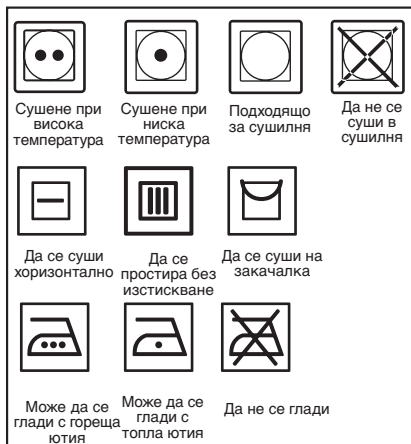 Сушене при
висока
температура
Сушене при
ниска
температура
Подходящо
за сушилня
Да не се
суши в
сушилня
Да се суши
хоризонтално
Да се
простира без
изстискване
Да се суши на
закачалка
Може да се
глади с гореща
ютия
Може да се
глади с
топла ютия
Да не се глади